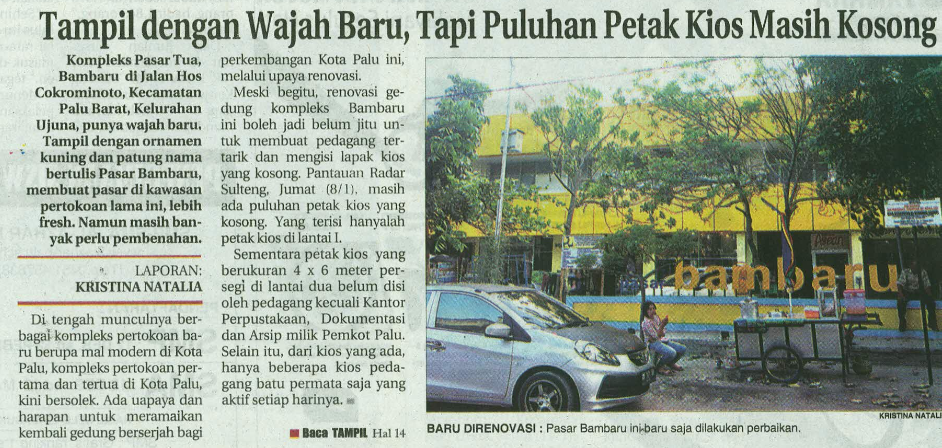 Tampil dengan Wajah Baru, Tapi Puluhan Petak Kios Masih Kosong
Kompleks Pasar Tua,
Bambaru di Jalan Hos
Cokrominoto, Kecamatan
Palu Barat, Kelurahan
Ujuna, punya wajah baru.
Tampil dengan ornamen
kuning dan patung nama
bertulis Pasar Bambaru,
membuat pasar di kawasan
pertokoan lama ini, lebih
fresh. Namun masih ban-
yak perlu pembenahan.
LAPORAN:
KRISTINA NATALIA
Di tengah munculnya ber-
bagai kompleks pertokoan ba-
ru berupa mal modern di Kota
Palu, kompleks pertokoan per-
tama dan tertua di Kota Palu,
kini bersolek. Ada uapaya dan
harapan untuk meramaikan
kembali gedung berserjah bagi
perkembangan Kota Palu ini,
melalui upaya renovasi.
Meski begitu, renovasi ge-
dung kompleks Bambaru
ini boleh jadi belum jitu un-
tuk membuat pedagang ter-
tarik dan mengisi lapak kios
yang kosong. Pantauan Radar
Sulteng, Jumat (8/1), masih
ada puluhan petak kios yang
kosong. Yang terisi hanyalah
petak kios di lantai I.
Sementara petak kios yang
berukuran 4 x 6 meter per-
segi di lantai dua belum disi
oleh pedagang kecuali Kantor
Perpustakaan, Dokumentasi
dan Arsip milik Pemkot Palu.
Selain itu, dari kios yang ada,
hanya beberapa kios peda-
gang batu permata saja yang
aktif setiap harinya.
Baca TAMPIL Hal 14
Pasar
bambaru
KRISTINA NATALI
BARU DIRENOVASI : Pasar Bambaru ini baru saja dilakukan perbaikan.